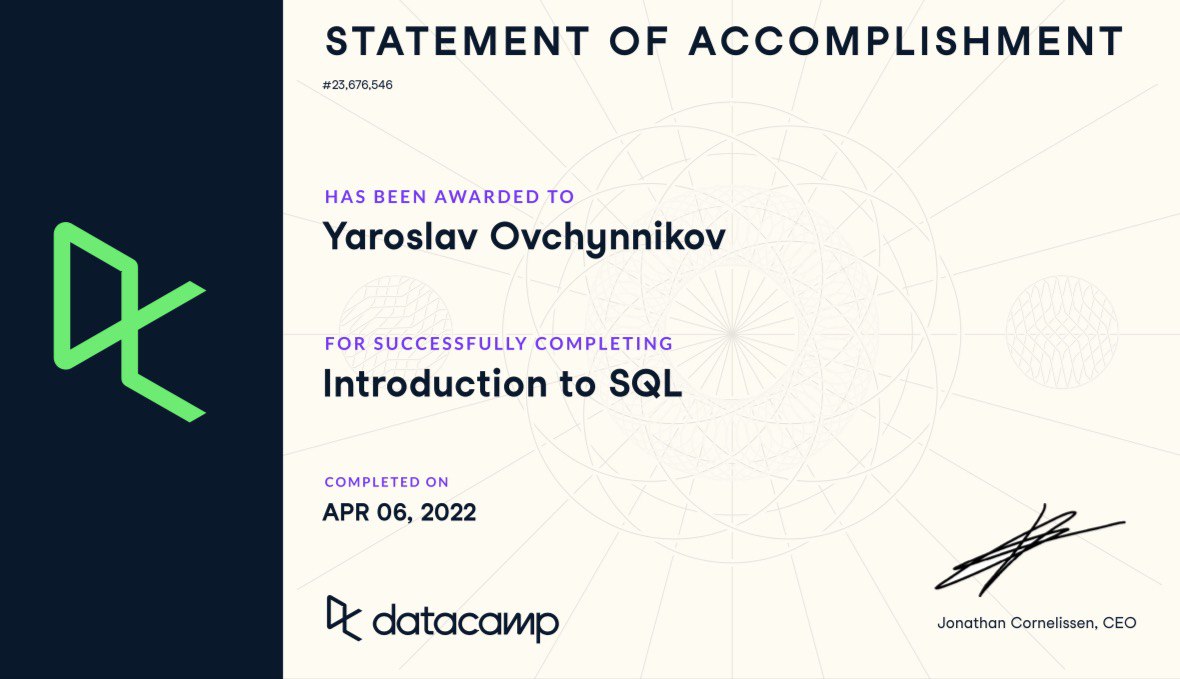 STATEMENT OF ACCOMPLISHMENT
#23,676,546
HAS BEEN AWARDED TO
Yaroslav Ovchynnikov
FOR SUCCESSFULLY COMPLETING
Introduction to SQL
COMPLETED ON
APR 06, 2022
datacamp
Jonathan Cornelissen, CEO